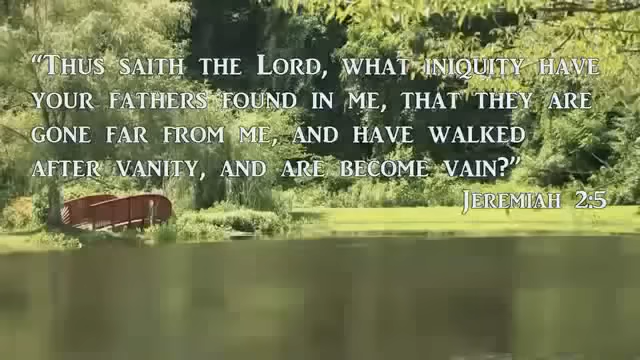 “Thus saith the Lord, what iniquity have
your fathers found in me, that they are
gone far from me, and have walked
after vanity, and are become vain?”
Jeremiah 2:5